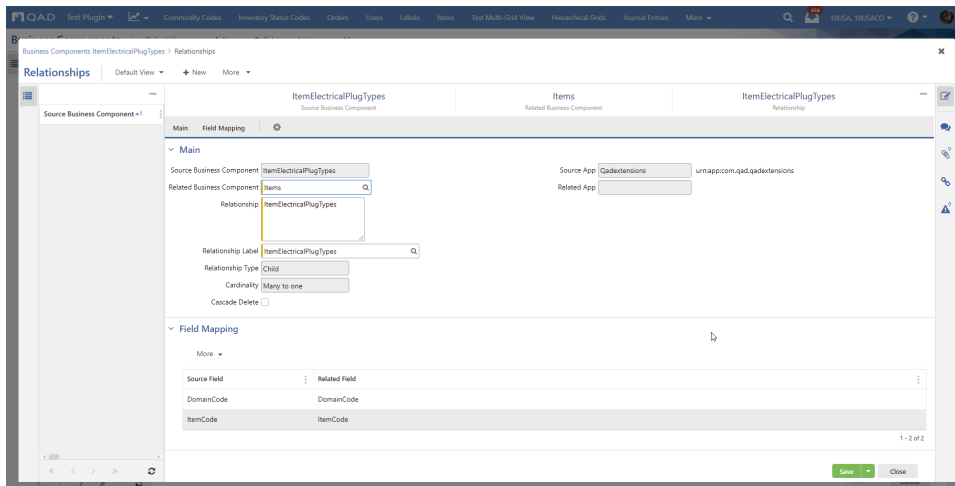 QAD Test Plugin Commodity Codes Inventory Status Codes Orders Users Labels Items Test Multi-Grid View Hierarchical Grids Journal Entries More 434 10USA, 10USACO
Business Components ItemElectricalPlugTypes > Relationships
Relationships Default View + New More
ItemElectricalPlugTypes Items ItemElectricalPlugTypes
Source Business Component Related Business Component Relationship
Source Business Component 1
Main Field Mapping
Main
Source Business Component ItemElectricalPlugTypes Source App Qadextensions urn:app:com.qad.qadextensions
Related Business Component Items Related App
Relationship ItemElectricalPlugTypes
Relationship Label ItemElectricalPlugTypes
Relationship Type Child
Cardinality Many to one
Cascade Delete
Field Mapping
More
Source Field Related Field
DomainCode DomainCode
ItemCode ItemCode
1 - 2 of 2
Save Close